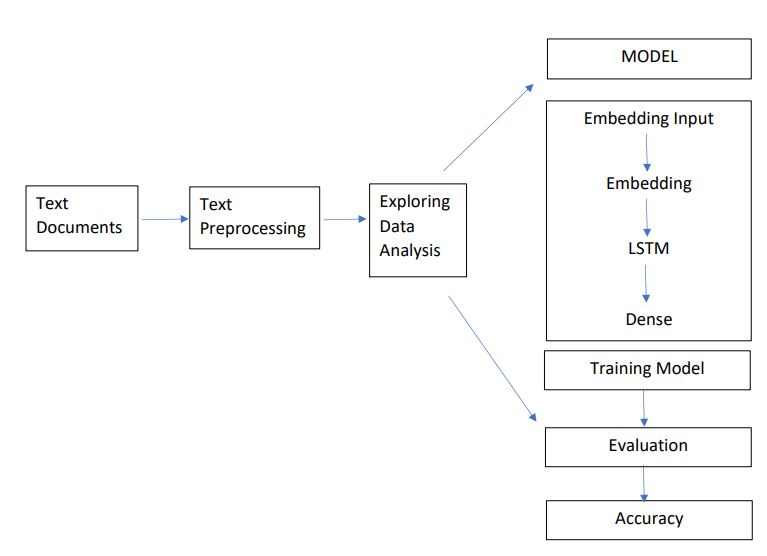 Text
Documents
Text
Preprocessing
Exploring
Data
Analysis
MODEL
Embedding Input
Embedding
LSTM
Dense
Training Model
Evaluation
Accuracy